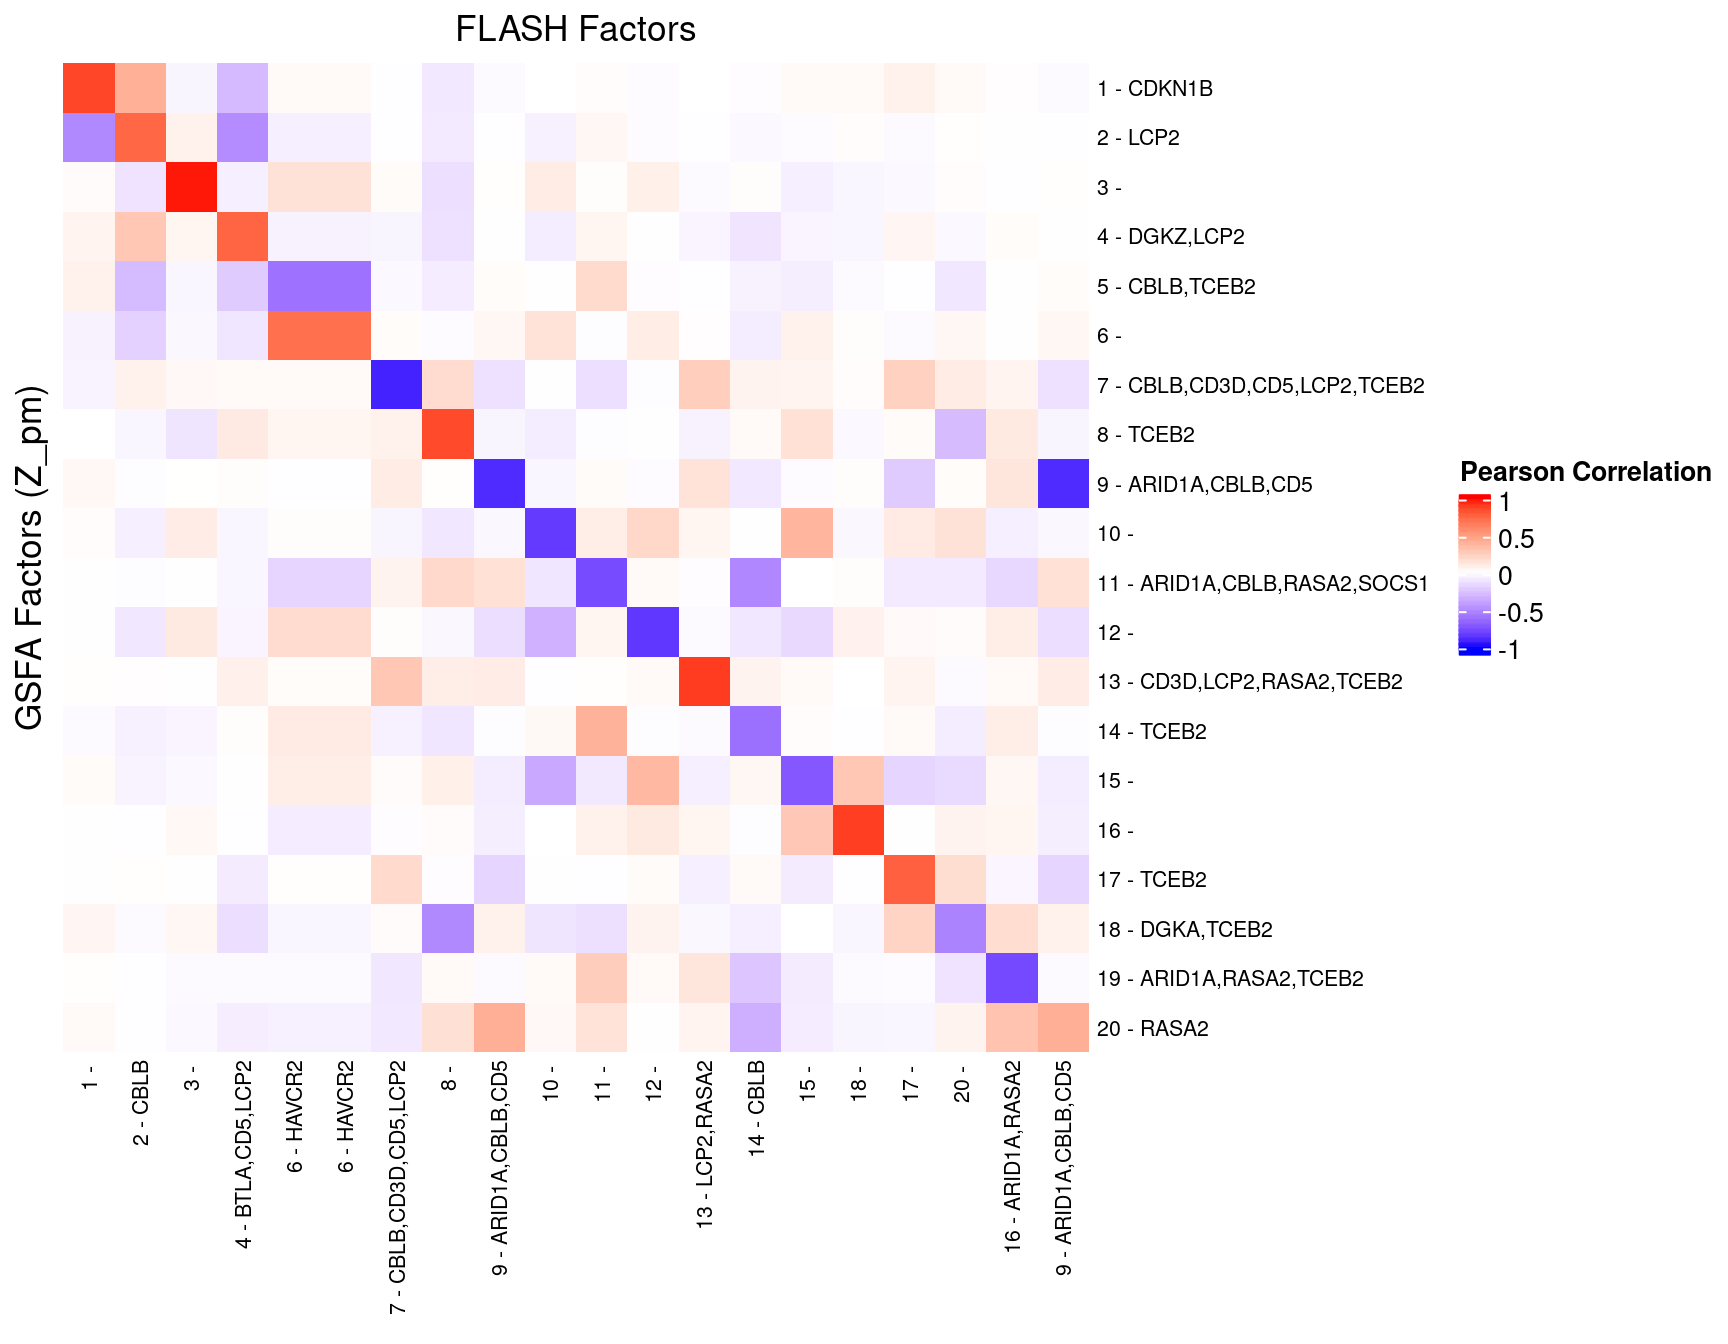 FLASH Factors
GSFA Factors (Z_pm)
1 - CDKN1B
2 - LCP2
3 -
4 - DGKZ,LCP2
5 - CBLB,TCEB2
6 -
7 - CBLB,CD3D,CD5,LCP2,TCEB2
8 - TCEB2
9 - ARID1A,CBLB,CD5
10 -
11 - ARID1A,CBLB,RASA2,SOCS1
12 -
13 - CD3D,LCP2,RASA2,TCEB2
14 - TCEB2
15 -
16 -
17 - TCEB2
18 - DGKA,TCEB2
19 - ARID1A,RASA2,TCEB2
20 - RASA2
Pearson Correlation
1
0.5
0
-0.5
-1
1 -
2 - CBLB
3 -
4 - BTLA,CD5,LCP2
6 - HAVCR2
6 - HAVCR2
7 - CBLB,CD3D,CD5,LCP2
8 -
9 - ARID1A,CBLB,CD5
10 -
11 -
12 -
13 - LCP2,RASA2
14 - CBLB
15 -
18 -
17 -
20 -
16 - ARID1A,RASA2
9 - ARID1A,CBLB,CD5